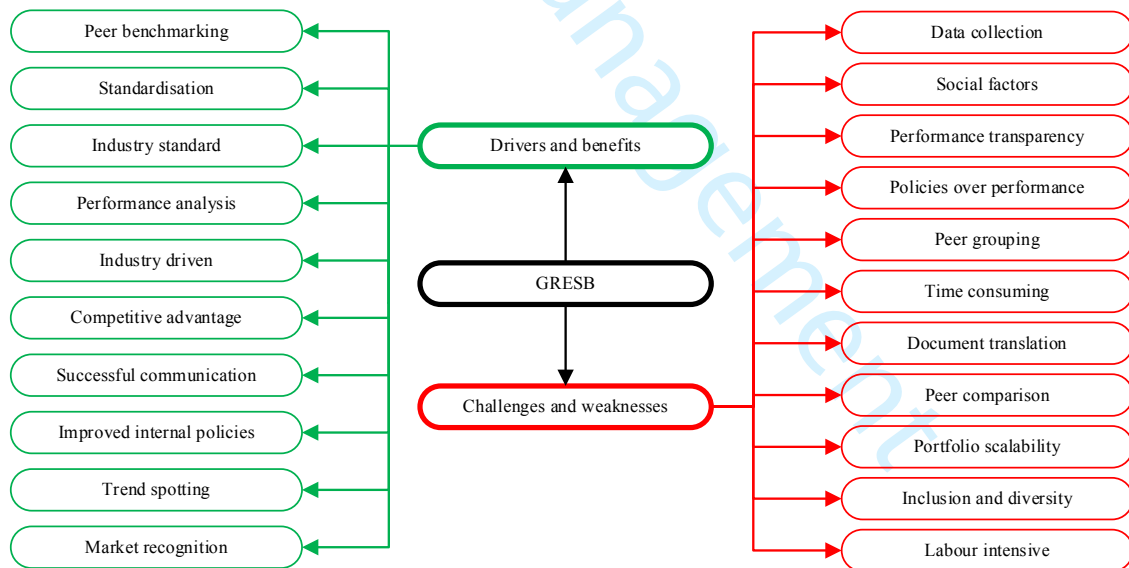 Peer benchmarking
Standardisation
Industry standard
Performance analysis
Industry driven
Competitive advantage
Successful communication
Improved internal policies
Trend spotting
Market recognition
Drivers and benefits
GRESB
Challenges and weaknesses
Data collection
Social factors
Performance transparency
Policies over performance
Peer grouping
Time consuming
Document translation
Peer comparison
Portfolio scalability
Inclusion and diversity
Labour intensive